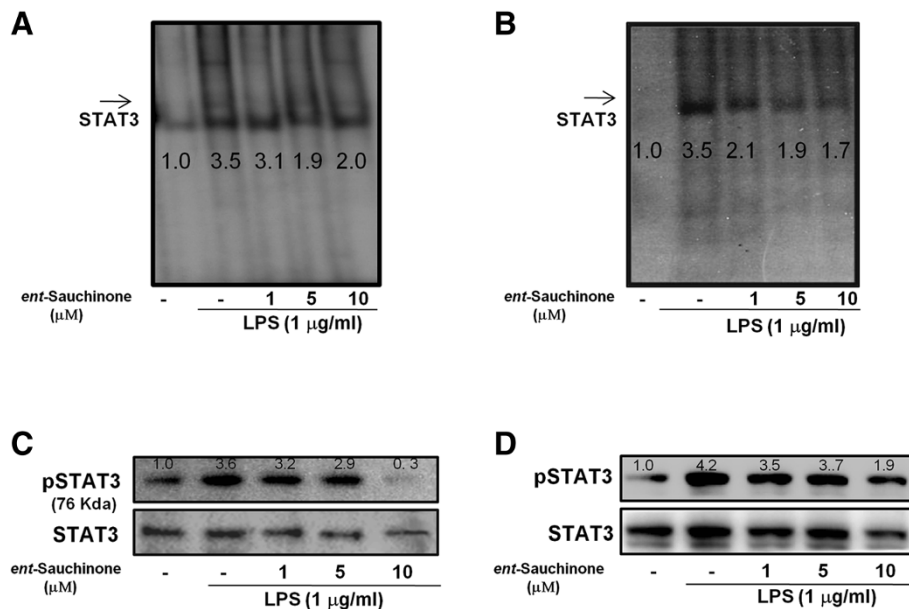 A
STAT3
1.0 3.5 3.1 1.9 2.0
ent-Sauchinone - - 1 5 10
(μM)
LPS (1 μg/ml)
B
STAT3
1.0 3.5 2.1 1.9 1.7
ent-Sauchinone - - 1 5 10
(μM)
LPS (1 μg/ml)
C
1.0 3.6 3.2 2.9 0. 3
pSTAT3
(76 Kda)
STAT3
ent-Sauchinone - - 1 5 10
(μM)
LPS (1 μg/ml)
D
1.0 4.2 3.5 3..7 1.9
pSTAT3
STAT3
ent-Sauchinone - - 1 5 10
(μM)
LPS (1 μg/ml)